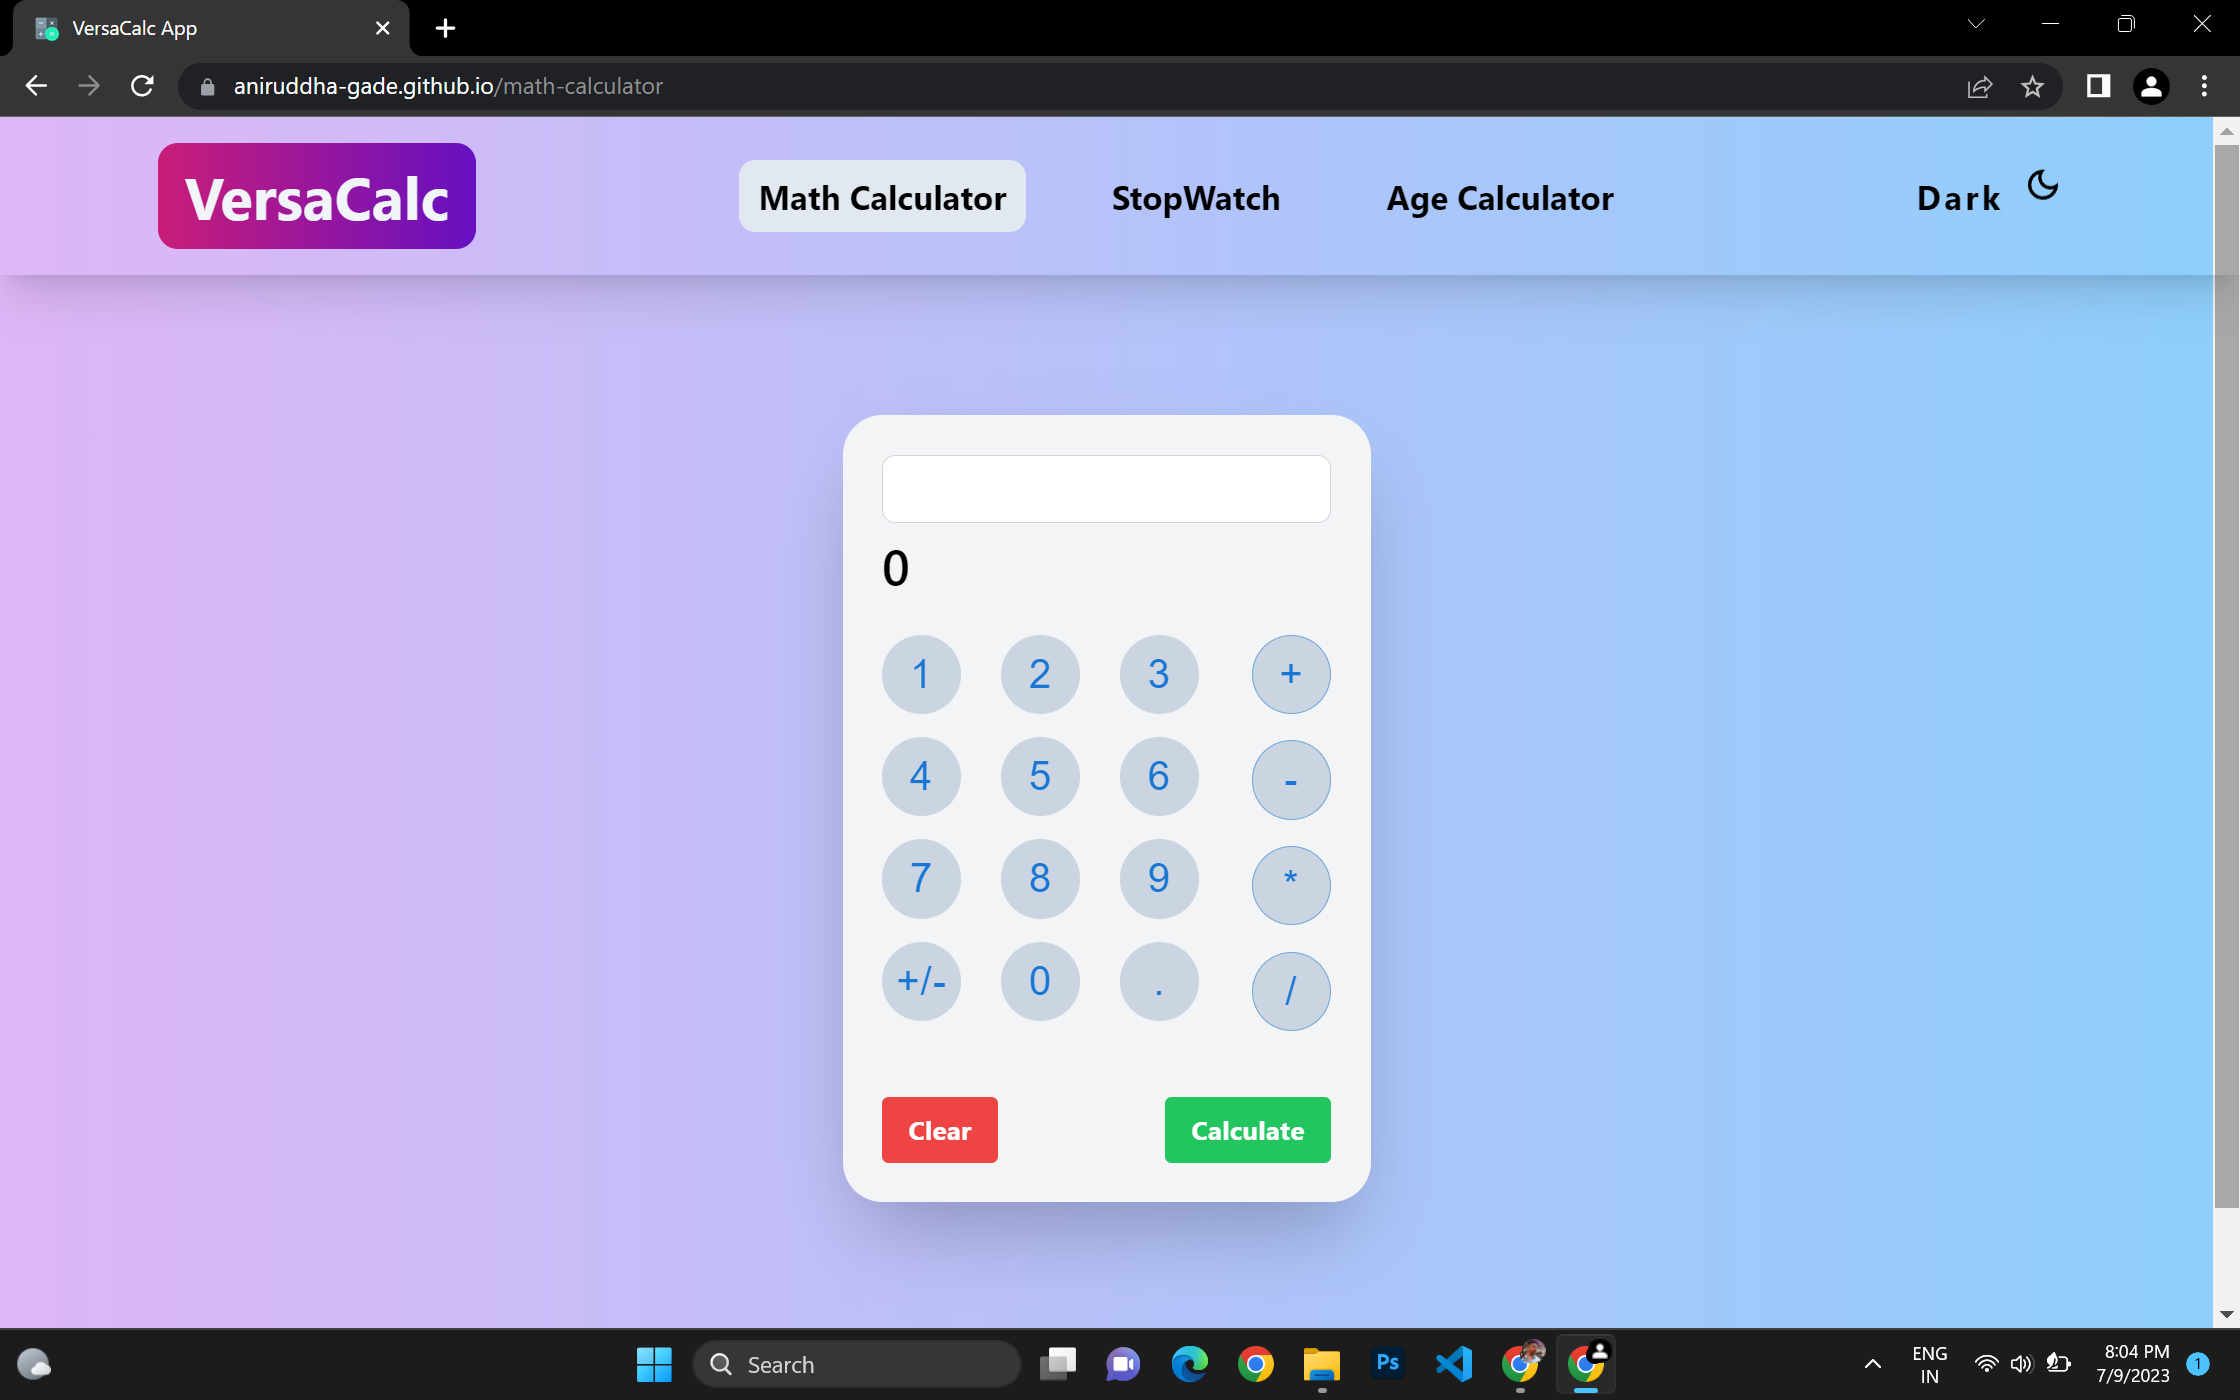 VersaCalc App
aniruddha-gade.github.io/math-calculator
VersaCalc
Math Calculator
StopWatch
Age Calculator
Dark
0
1 2 3 +
4 5 6 -
7 8 9 *
+/- 0 . /
Clear
Calculate
Search
Ps
ENG
IN
8:04 PM
7/9/2023
1